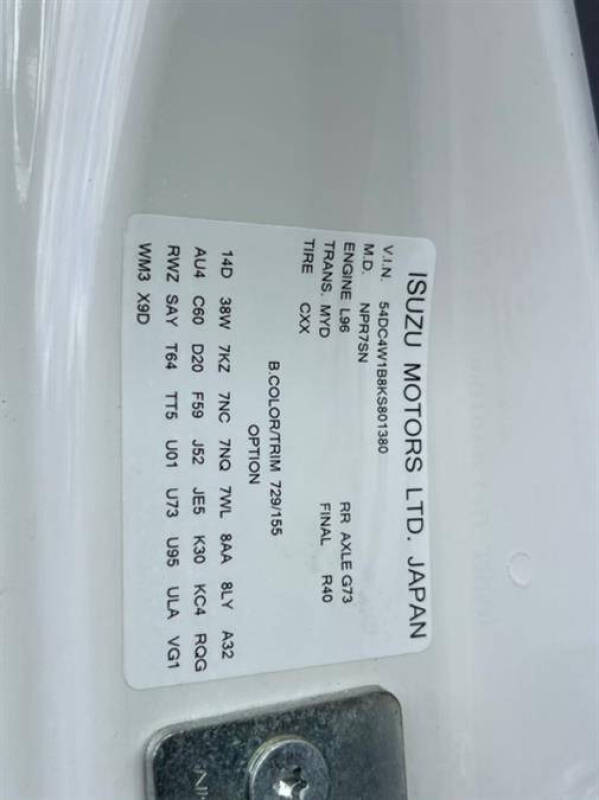 ISUZU MOTORS LTD. JAPAN
V.I.N. 54DC4W1B8KS801380
M.D. NPR7SN
ENGINE L96 RR AXLE G73
TRANS. MYD FINAL R40
TIRE CXX
B.COLOR/TRIM 729/155
OPTION
14D 38W 7KZ 7NC 7NQ 7WL 8AA 8LY A32
AU4 C60 D20 F59 J52 JE5 K30 KC4 RQG
RWZ SAY T64 TT5 U01 U73 U95 ULA VG1
WM3 X9D